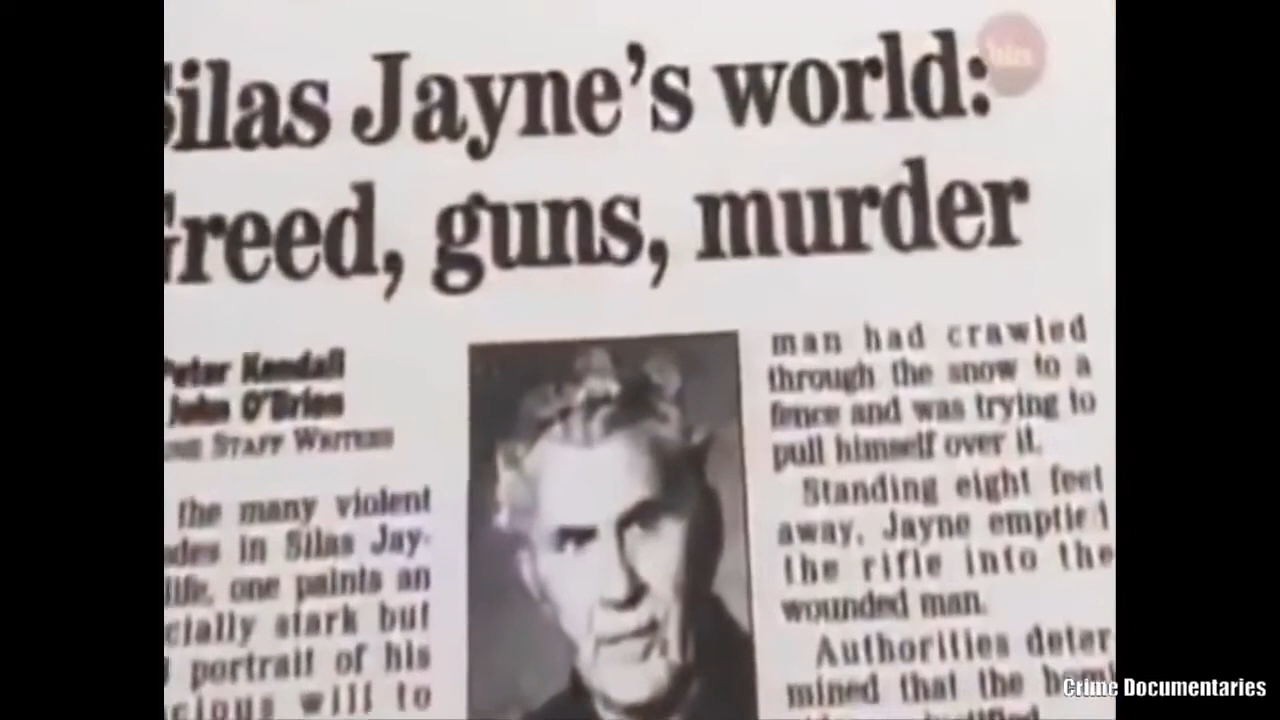 Silas Jayne's world:
Greed, guns, murder
Peter Kendall
John O'Brien
STAFF WRITERS
the many violent
in Silas Jay-
life, one paints an
cially stark but
portrait of his
cious will to
man had crawled
through the snow to a
fence and was trying to
pull himself over it.
Standing eight feet
away, Jayne emptied
the rifle into the
wounded man.
Authorities deter
mined that the
Crime Documentaries